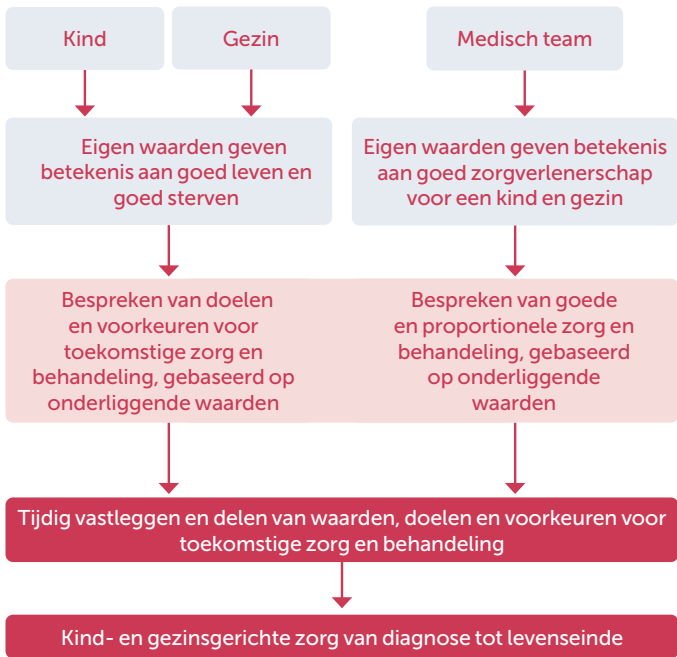 Kind
Gezin
Medisch team
Eigen waarden geven
betekenis aan goed leven en
goed sterven
Eigen waarden geven betekenis
aan goed zorgverlenerschap
voor een kind en gezin
Bespreken van doelen
en voorkeuren voor
toekomstige zorg en
behandeling, gebaseerd op
onderliggende waarden
Bespreken van goede
en proportionele zorg en
behandeling, gebaseerd
op onderliggende
waarden
Tijdig vastleggen en delen van waarden, doelen en voorkeuren voor
toekomstige zorg en behandeling
Kind- en gezinsgerichte zorg van diagnose tot levenseinde